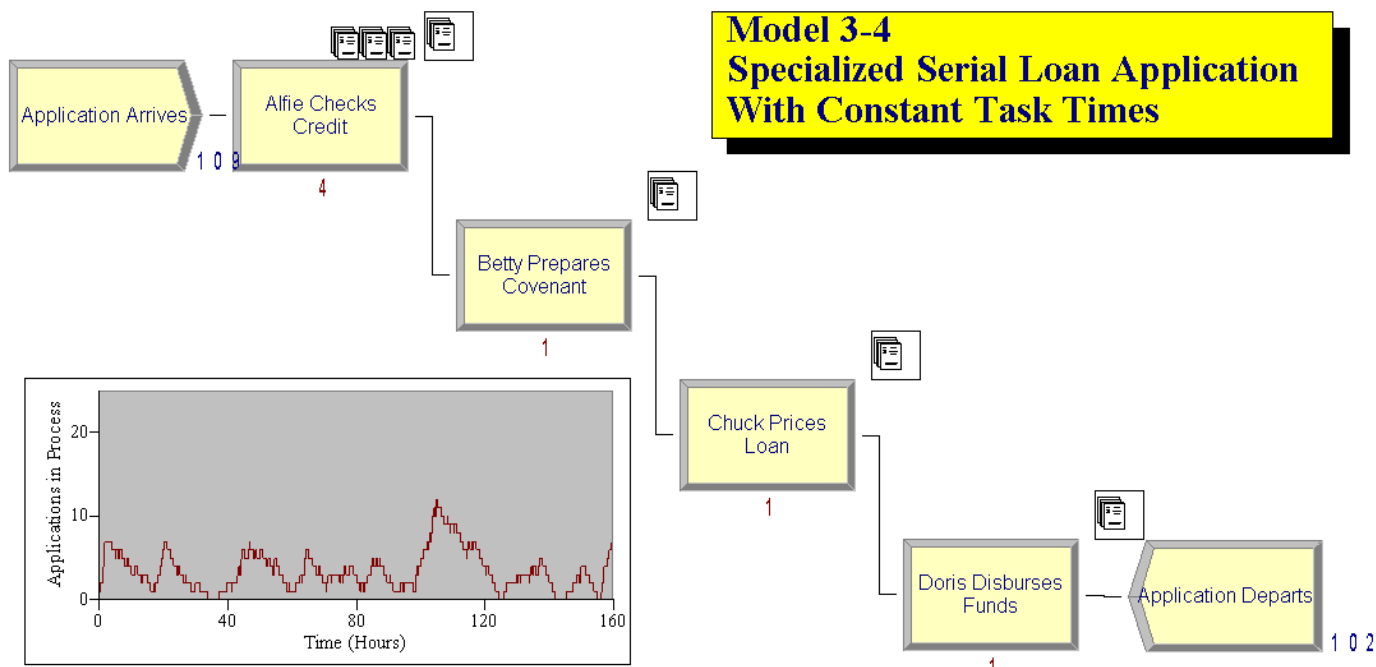 Model 3-4
Specialized Serial Loan Application
With Constant Task Times
Application Arrives
1 0 9
Alfie Checks
Credit
4
Betty Prepares
Covenant
1
Chuck Prices
Loan
1
Doris Disburses
Funds
1
Application Departs
1 0 2
Applications in Process
20
10
0
0
40
80
120
160
Time (Hours)